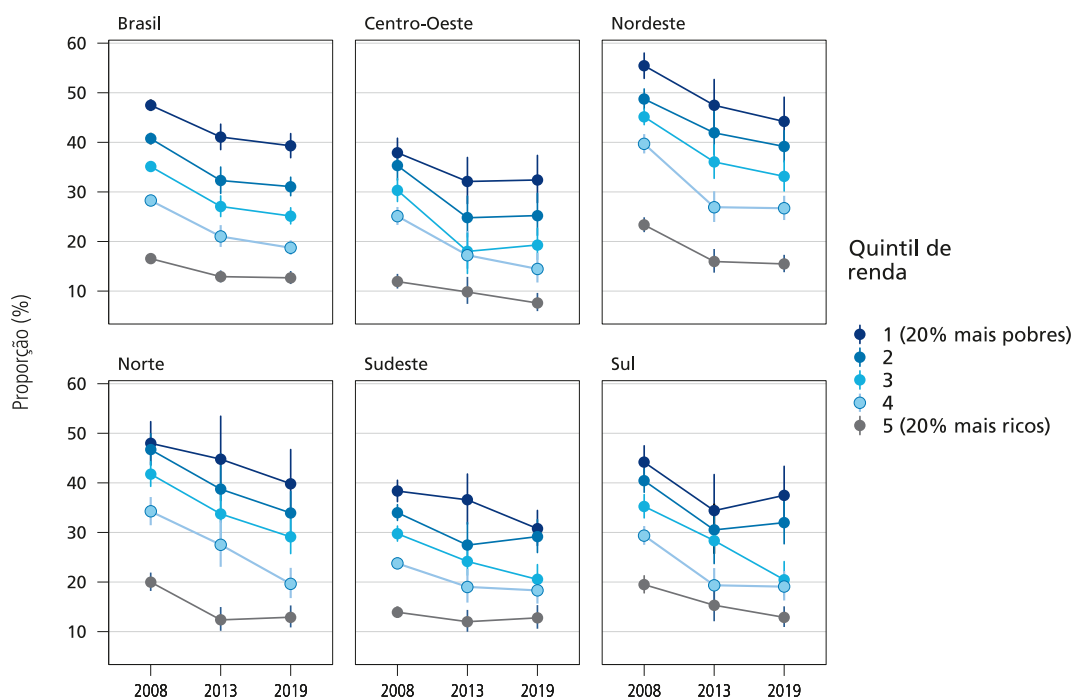 Brasil
Centro-Oeste
Nordeste
60
50
40
30
20
10
Norte
Sudeste
Sul
60
50
40
30
20
10
2008
2013
2019
2008
2013
2019
2008
2013
2019
Proporção (%)
Quintil de
renda
1 (20% mais pobres)
2
3
4
5 (20% mais ricos)